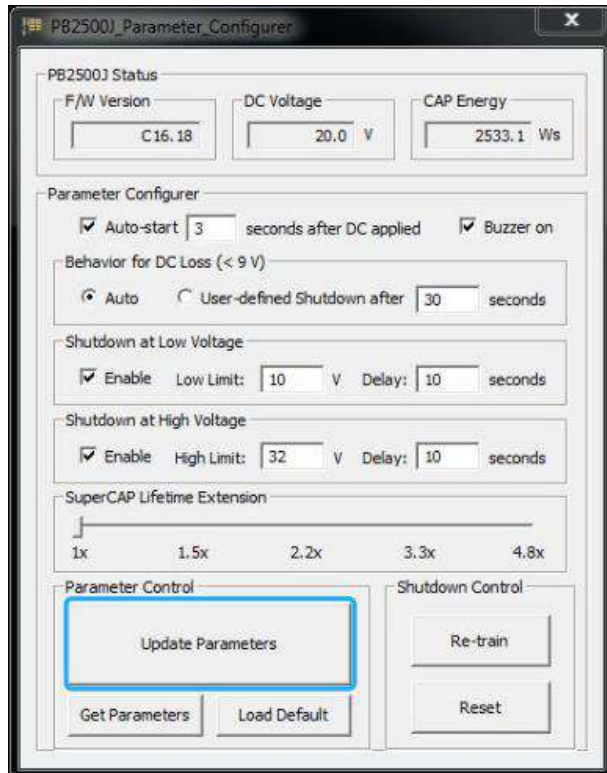 PB2500J_Parameter_Configurer
x
PB2500J Status
F/W Version DC Voltage CAP Energy
C16.18 20.0 V 2533.1 Ws
Parameter Configurer
Auto-start 3 seconds after DC applied Buzzer on
Behavior for DC Loss (< 9 V)
Auto User-defined Shutdown after 30 seconds
Shutdown at Low Voltage
Enable Low Limit: 10 V Delay: 10 seconds
Shutdown at High Voltage
Enable High Limit: 32 V Delay: 10 seconds
SuperCAP Lifetime Extension
1x 1.5x 2.2x 3.3x 4.8x
Parameter Control Shutdown Control
Update Parameters Re-train
Get Parameters Load Default Reset